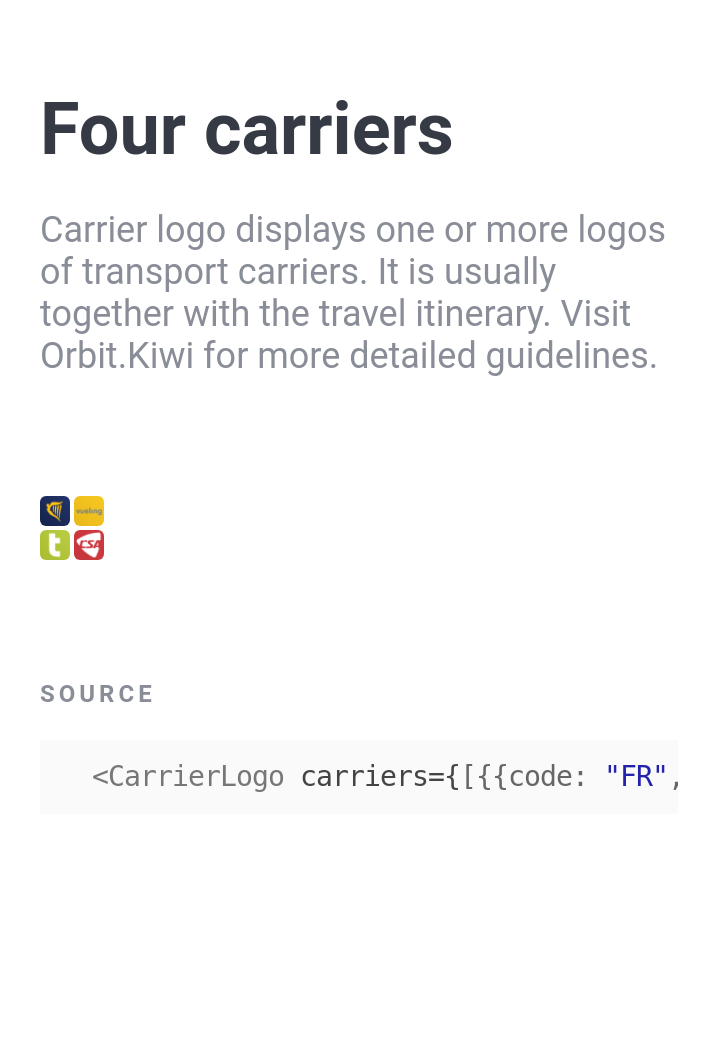 Four carriers
Carrier logo displays one or more logos
of transport carriers. It is usually
together with the travel itinerary. Visit
Orbit.Kiwi for more detailed guidelines.
vueling
t
CSA
SOURCE
<CarrierLogo carriers={[{{code: "FR",